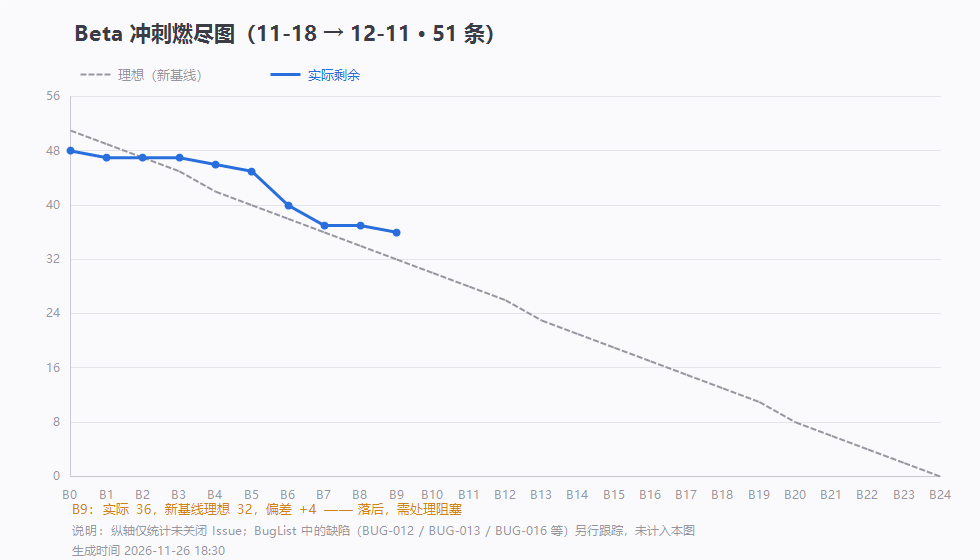 Beta 冲刺燃尽图（11-18 → 12-11 • 51 条）
理想（新基线） 实际剩余
56
48
40
32
24
16
8
0
B0 B1 B2 B3 B4 B5 B6 B7 B8 B9 B10 B11 B12 B13 B14 B15 B16 B17 B18 B19 B20 B21 B22 B23 B24
B9：实际 36，新基线理想 32，偏差 +4 —— 落后，需处理阻塞
说明：纵轴仅统计未关闭 Issue；BugList 中的缺陷（BUG-012 / BUG-013 / BUG-016 等）另行跟踪，未计入本图
生成时间 2026-11-26 18:30